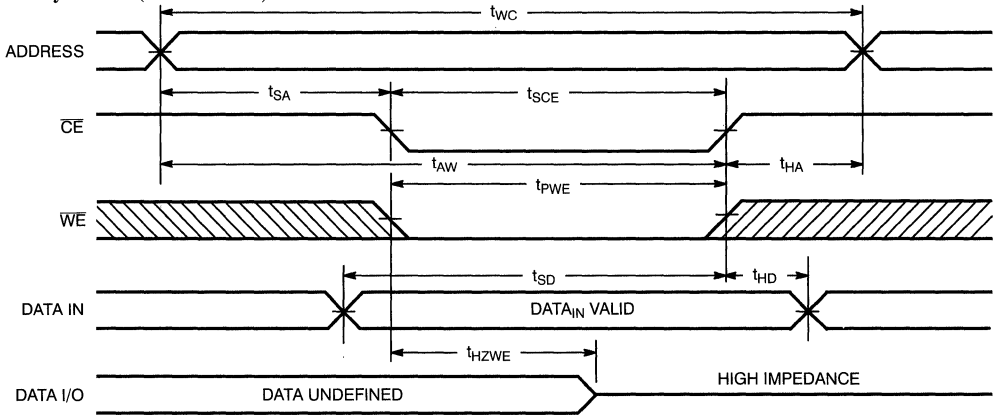 tWC
ADDRESS
tSA
tSCE
CE
tAW
tHA
tPWE
WE
tSD
tHD
DATA IN
DATAIN VALID
tHZWE
DATA I/O
DATA UNDEFINED
HIGH IMPEDANCE